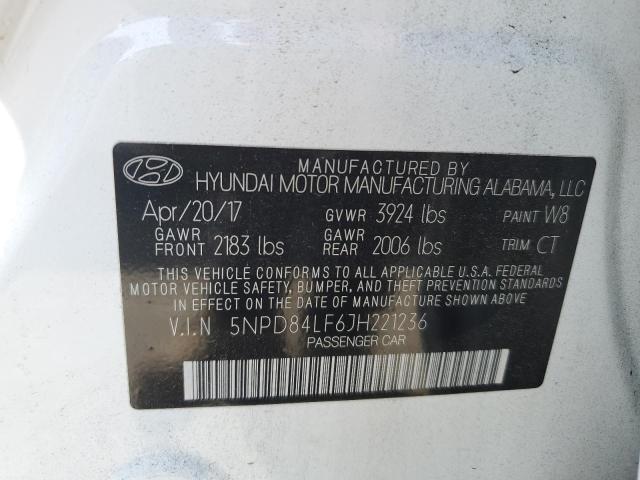 MANUFACTURED BY
HYUNDAI MOTOR MANUFACTURING ALABAMA, LLC
Apr/20/17 GVWR 3924 lbs PAINT W8
GAWR FRONT 2183 lbs GAWR REAR 2006 lbs TRIM CT
THIS VEHICLE CONFORMS TO ALL APPLICABLE U.S.A. FEDERAL
MOTOR VEHICLE SAFETY, BUMPER, AND THEFT PREVENTION STANDARDS
IN EFFECT ON THE DATE OF MANUFACTURE SHOWN ABOVE
V.I.N 5NPD84LF6JH221236
PASSENGER CAR